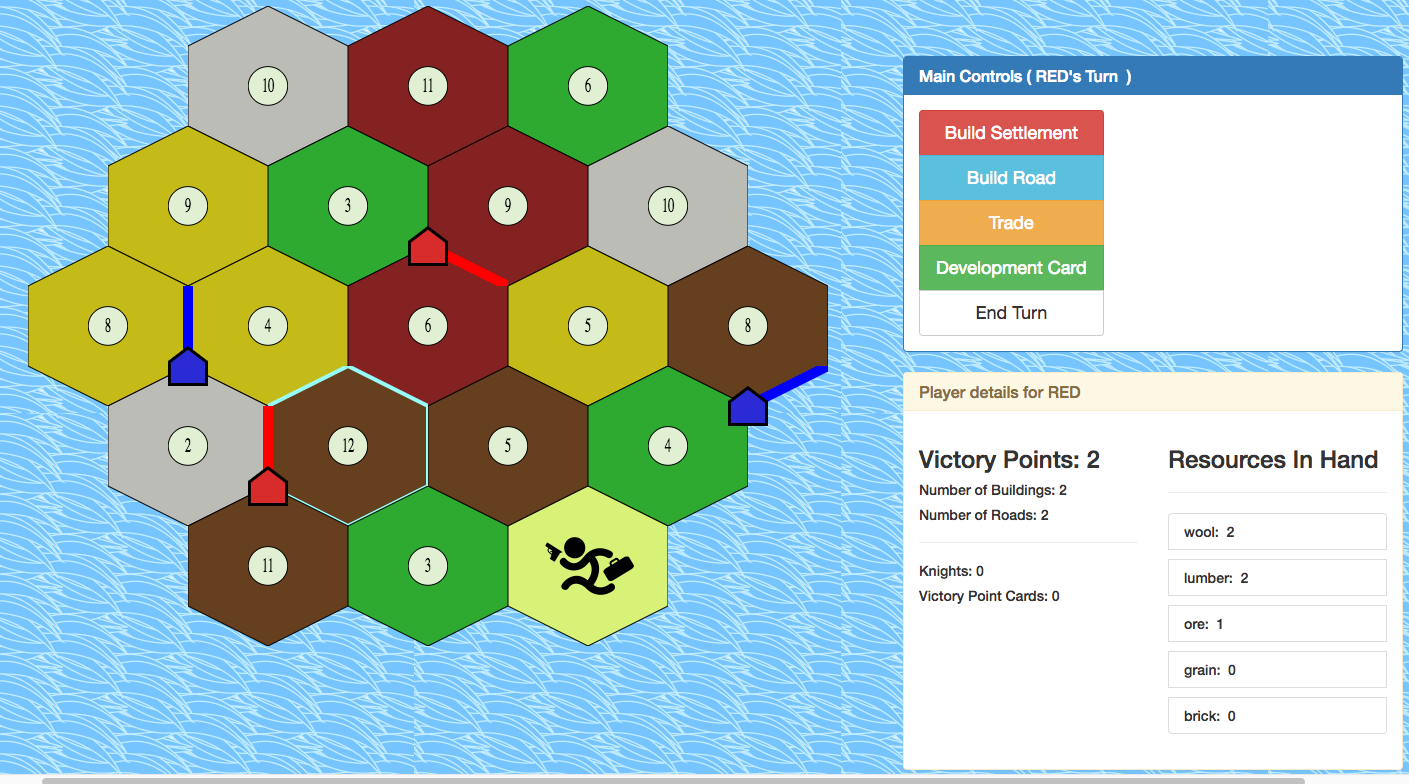 10 11 6
9 3 9 10
8 4 6 5 8
2 12 5 4
11 3
Main Controls ( RED's Turn )
Build Settlement
Build Road
Trade
Development Card
End Turn
Player details for RED
Victory Points: 2
Number of Buildings: 2
Number of Roads: 2
Knights: 0
Victory Point Cards: 0
Resources In Hand
wool: 2
lumber: 2
ore: 1
grain: 0
brick: 0